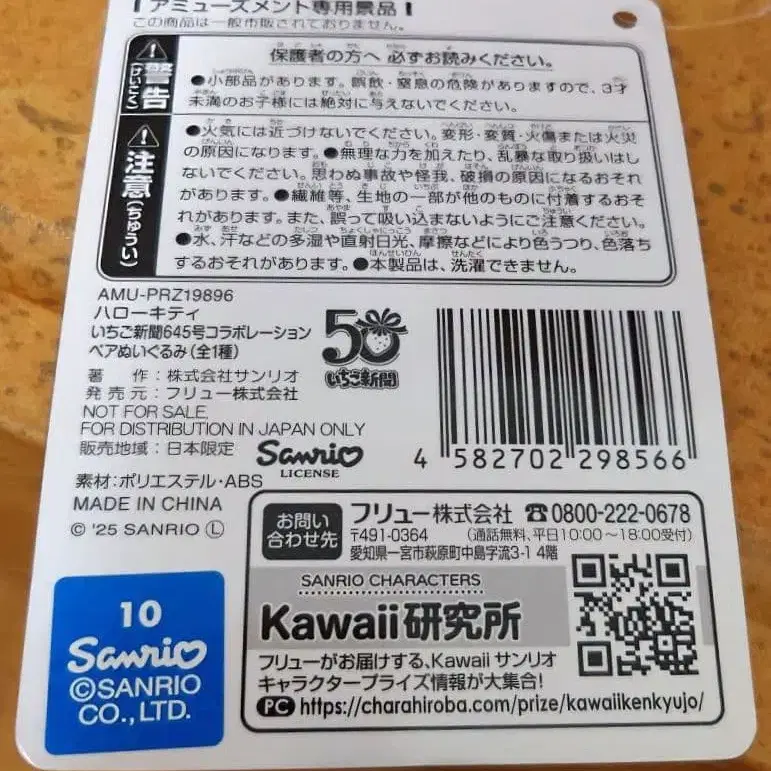 アミューズメント専用景品
この商品は一般市販されておりません。
警告
(けいこく)
保護者の方へ 必ずお読みください。
●小部品があります。誤飲・窒息の危険がありますので、3才
未満のお子様には絶対に与えないでください。
注意
(ちゅうい)
●火気には近づけないでください。変形・変質・火傷または火災
の原因になります。●無理な力を加えたり、乱暴な取り扱いはし
ないでください。思わぬ事故や怪我、破損の原因になるおそれ
があります。●繊維等、生地の一部が他のものに付着するおそ
れがあります。また、誤って吸い込まないようにご注意ください。
●水、汗などの多湿や直射日光、摩擦などにより色うつり、色落ち
するおそれがあります。●本製品は、洗濯できません。
AMU-PRZ19896
ハローキティ
いちご新聞645号コラボレーション
ペアぬいぐるみ(全1種)
50
いちご新聞
著 作:株式会社サンリオ
発 売 元:フリュー株式会社
NOT FOR SALE.
FOR DISTRIBUTION IN JAPAN ONLY
販売地域:日本限定
Sanrio
LICENSE
4 582702 298566
素材:ポリエステル・ABS
MADE IN CHINA
© '25 SANRIO Ⓛ
お問い
合わせ先
フリュー株式会社 ☎0800-222-0678
〒491-0364 (通話無料、平日10:00~18:00受付)
愛知県一宮市萩原町中島字流3-1 4階
SANRIO CHARACTERS
Kawaii研究所
フリューがお届けする、Kawaii サンリオ
キャラクタープライズ情報が大集合!
PC https://charahiroba.com/prize/kawaiikenkyujo/
10
Sanrio
©SANRIO
CO.,LTD.